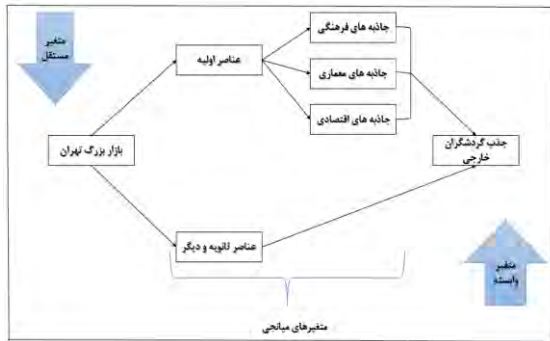 متغیر
مستقل
جاذبه های فرهنگی
عناصر اولیه
جاذبه های معماری
جاذبه های اقتصادی
بازار بزرگ تهران
جذب گردشگران
خارجی
عناصر ثانویه و دیگر
متغیر
وابسته
متغیرهای میانجی